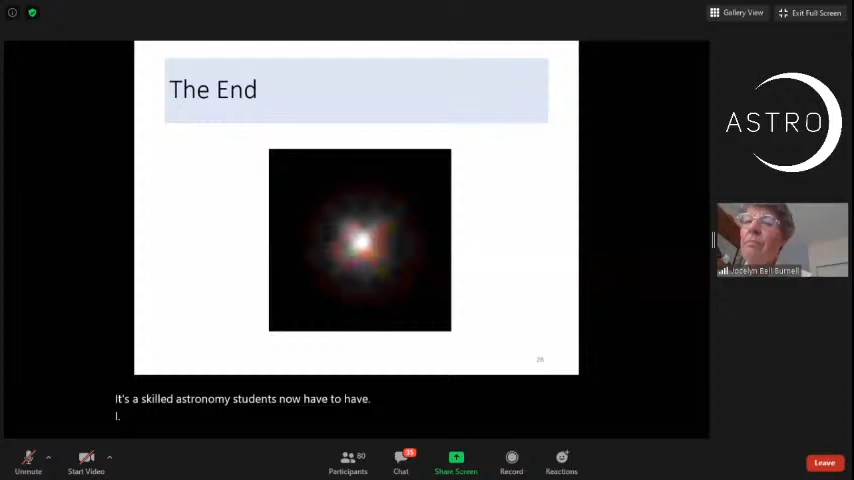 Gallery View
Exit Full Screen
The End
ASTRO
Jocelyn Bell Burnell
28
It's a skilled astronomy students now have to have.
I.
Unmute
Start Video
80
Participants
35
Chat
Share Screen
Record
Reactions
Leave